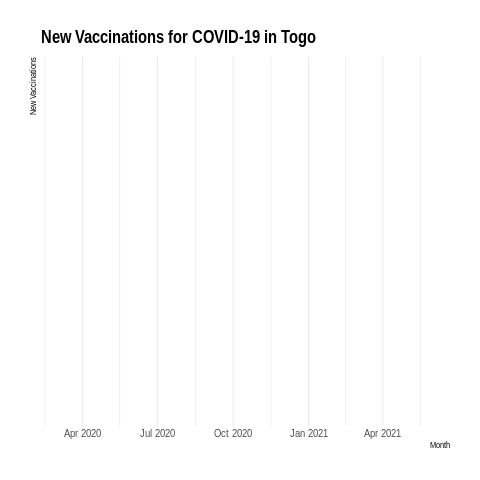 New Vaccinations for COVID-19 in Togo
New Vaccinations
Apr 2020 Jul 2020 Oct 2020 Jan 2021 Apr 2021
Month